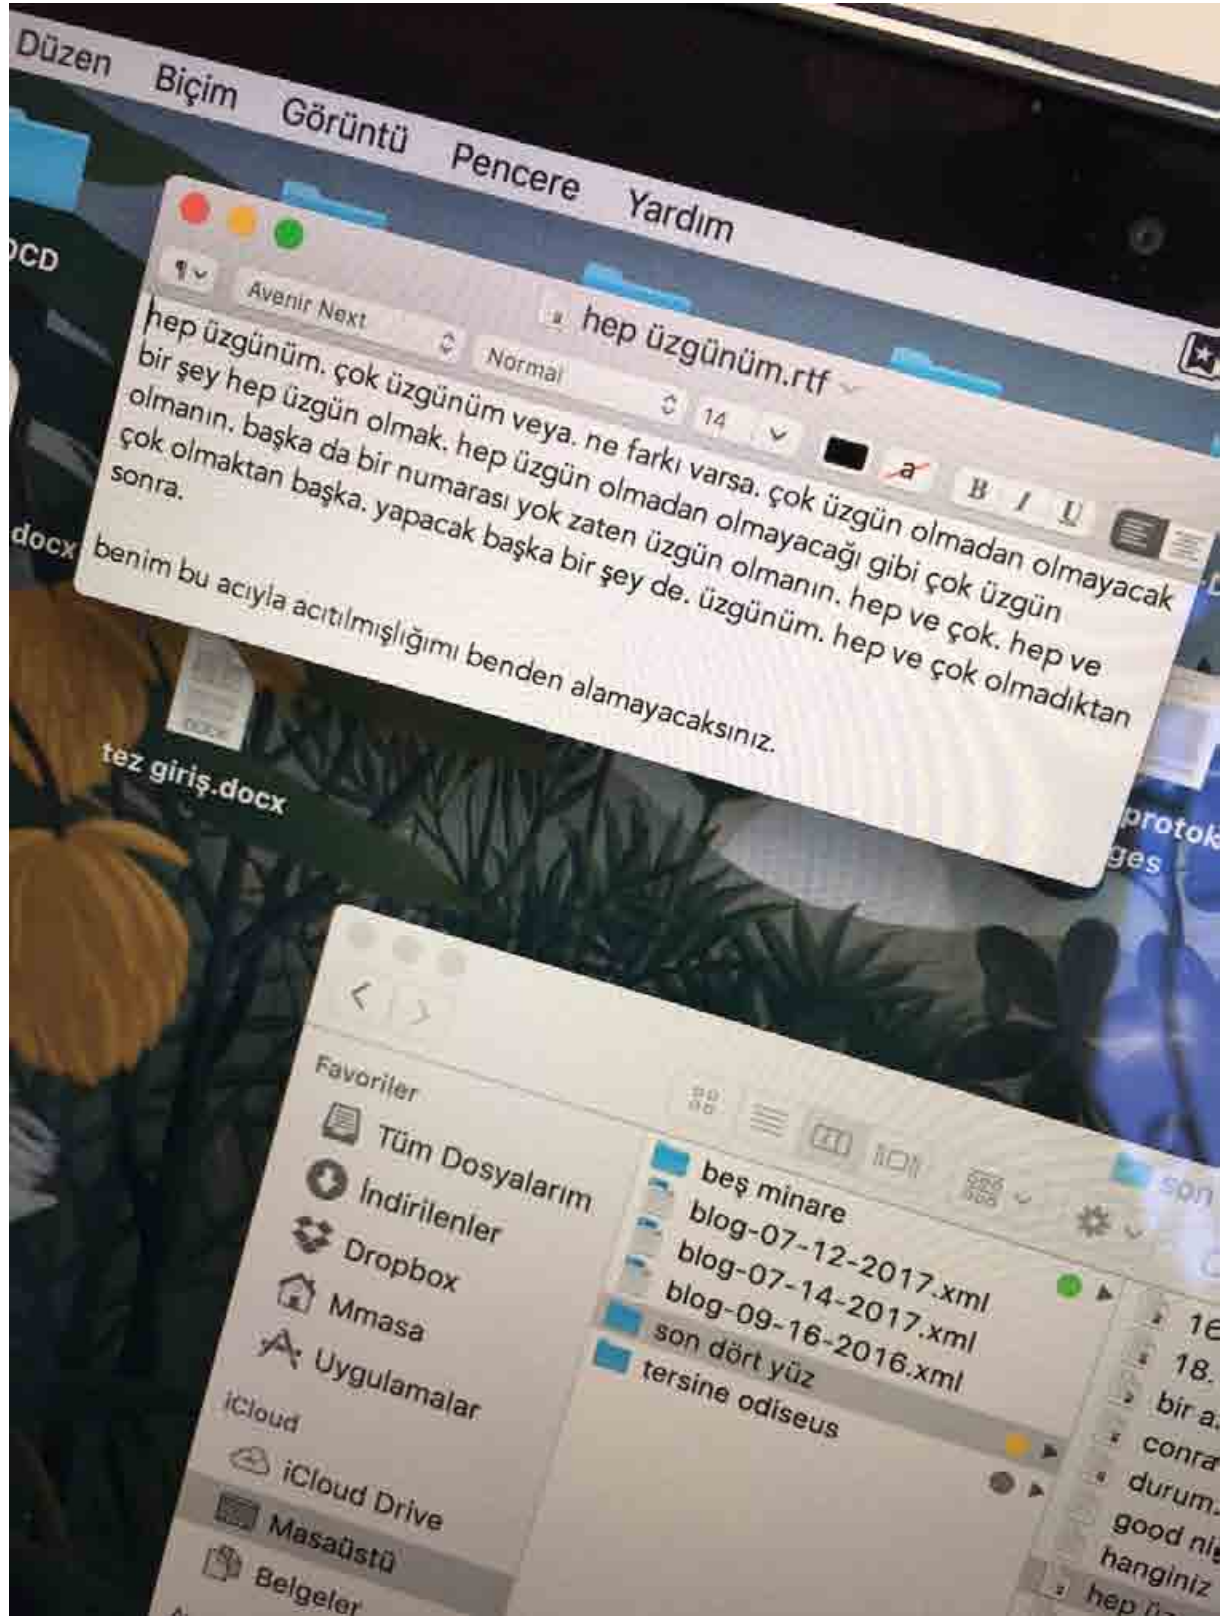 Düzen Biçim Görüntü Pencere Yardım
hep üzgünüm.rtf
Avenir Next Normal 14 a B I U
hep üzgünüm. çok üzgünüm veya. ne farkı varsa. çok üzgün olmadan olmayacak
bir şey hep üzgün olmak. hep üzgün olmadan olmayacağı gibi çok üzgün
olmanın. başka da bir numarası yok zaten üzgün olmanın. hep ve çok. hep ve
çok olmaktan başka. yapacak başka bir şey de. üzgünüm. hep ve çok olmadıktan
sonra.
benim bu acıyla acıtılmışlığımı benden alamayacaksınız.
tez giriş.docx
Favoriler
Tüm Dosyalarım
İndirilenler
Dropbox
Mmasa
Uygulamalar
iCloud
iCloud Drive
Masaüstü
Belgeler
son
beş minare
blog-07-12-2017.xml
blog-07-14-2017.xml
blog-09-16-2016.xml
son dört yüz
tersine odiseus
18.
bir a
conra
durum.
good
hanginiz
hep